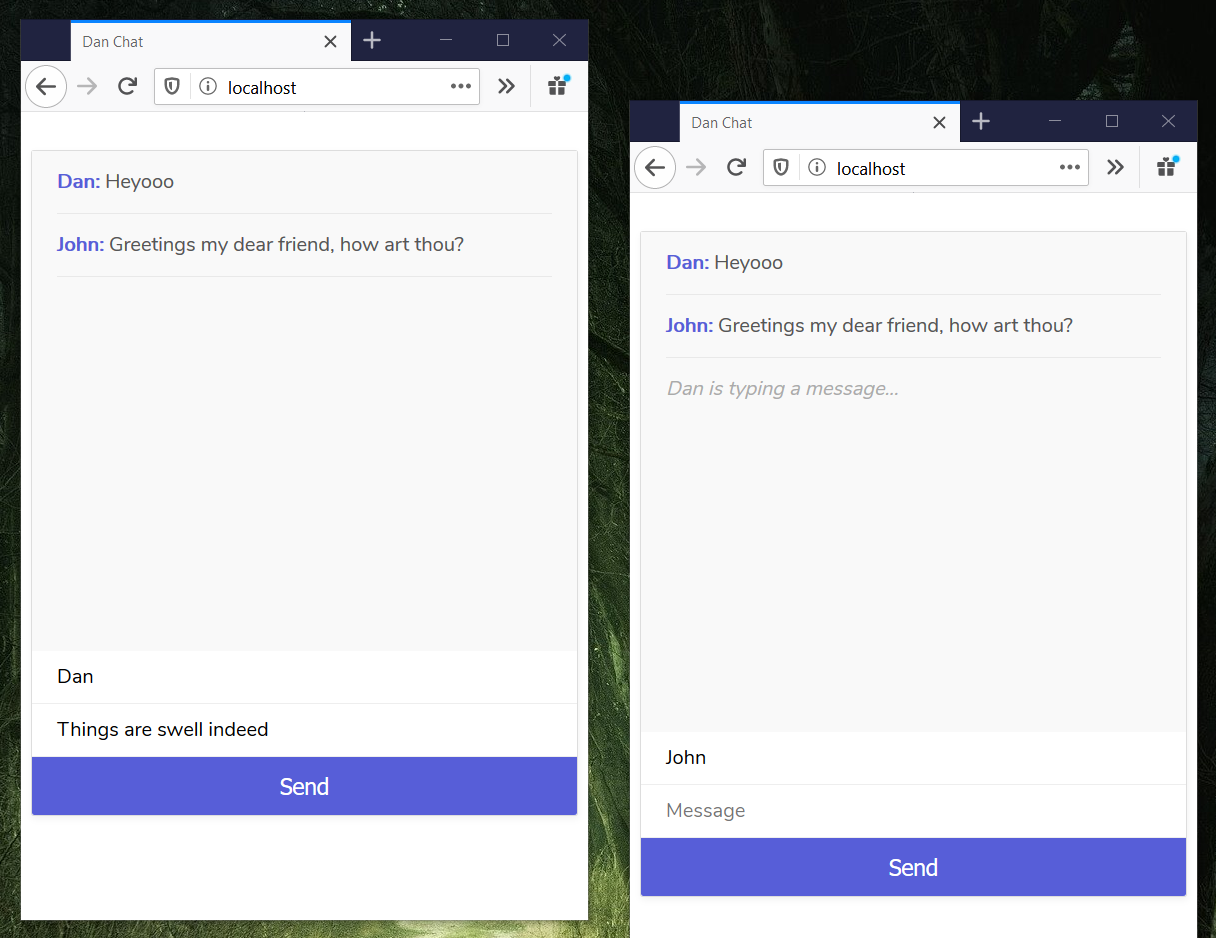 Dan Chat
localhost
Dan: Heyooo
John: Greetings my dear friend, how art thou?
Dan
Things are swell indeed
Send
Dan Chat
localhost
Dan: Heyooo
John: Greetings my dear friend, how art thou?
Dan is typing a message...
John
Message
Send